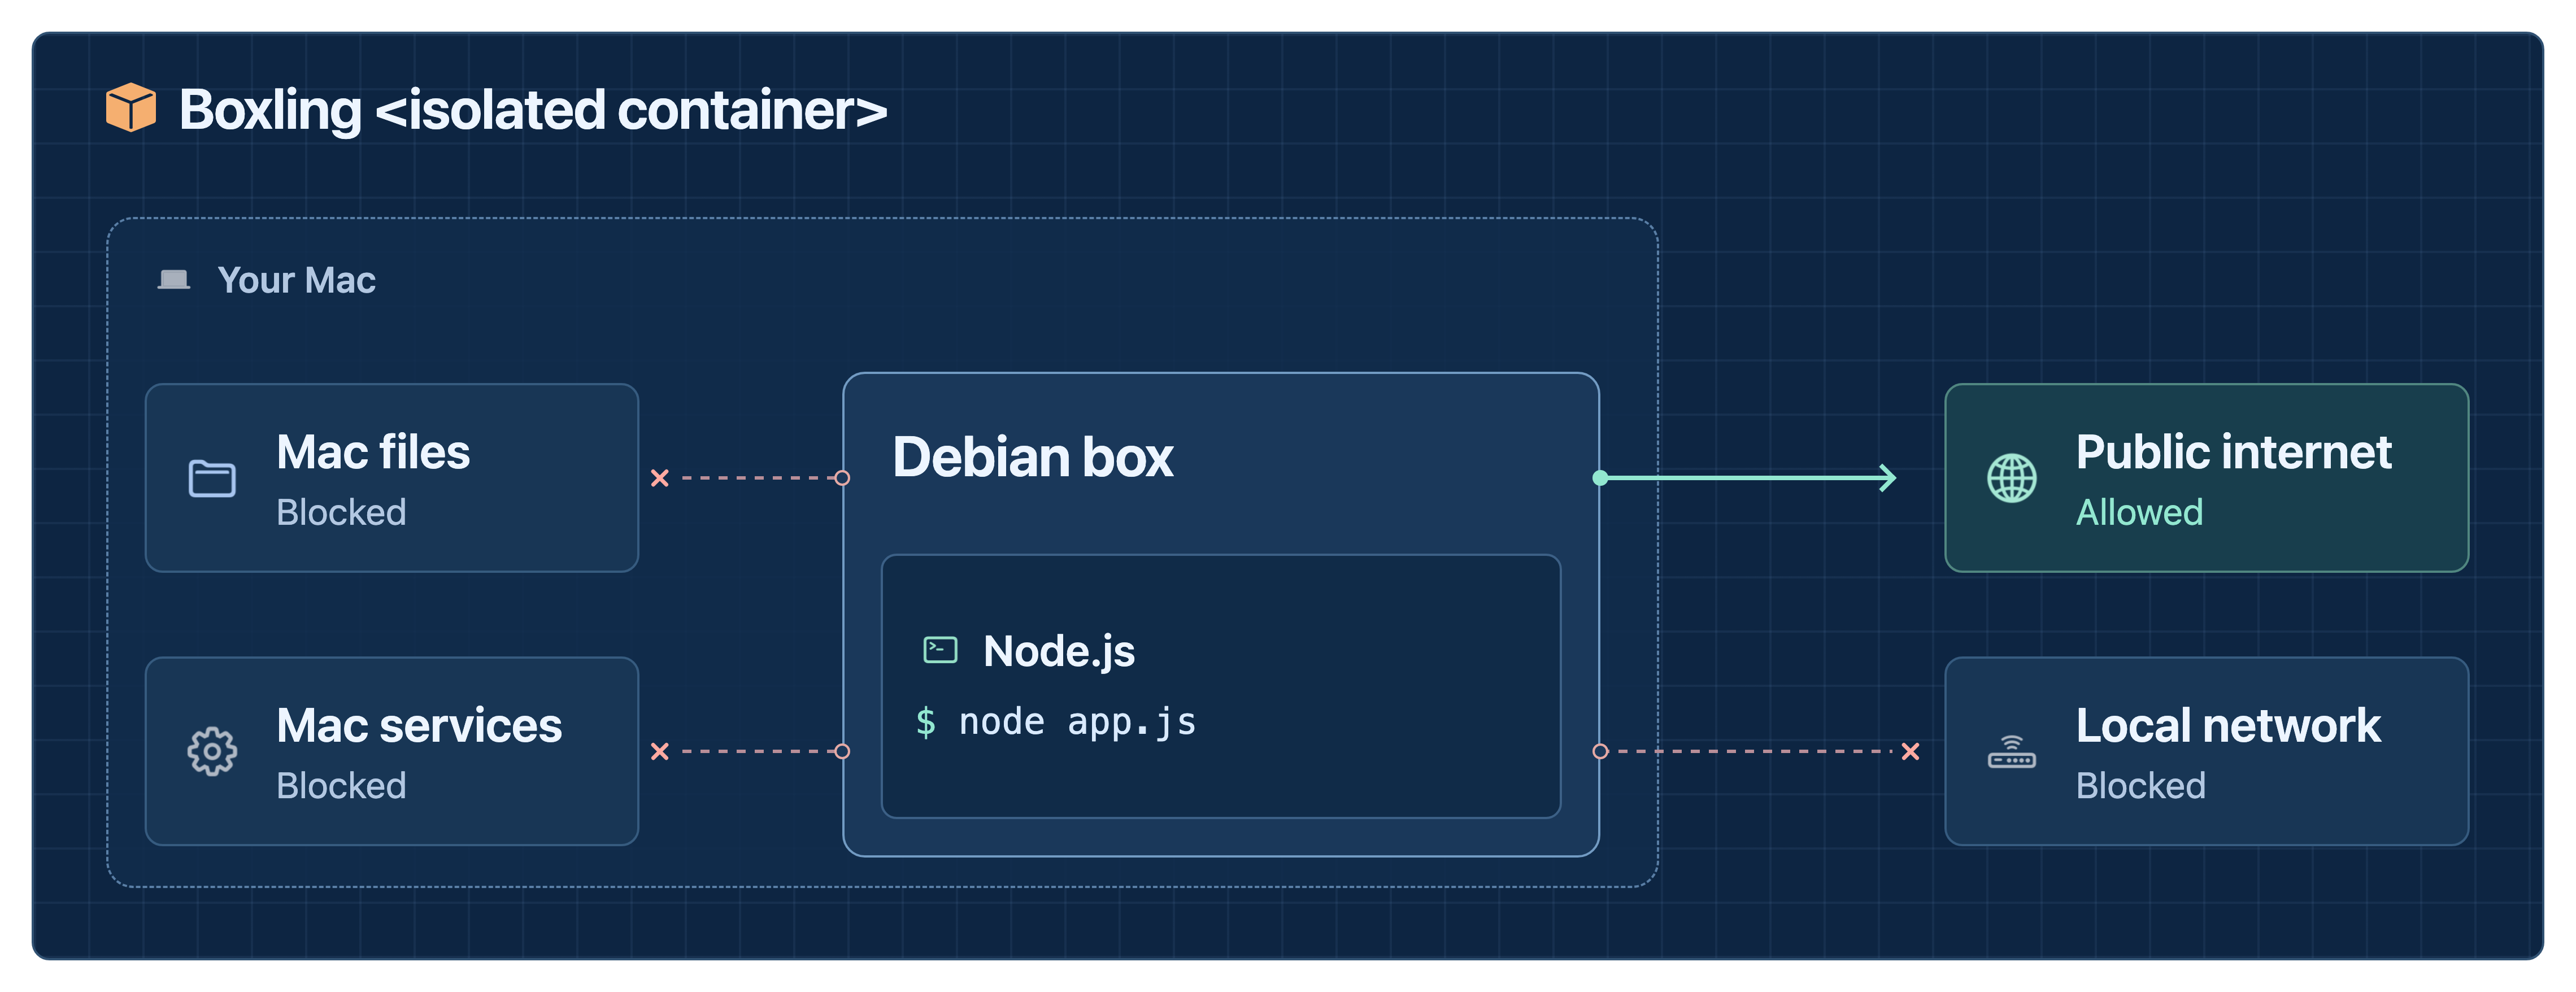 Boxling <isolated container>
Your Mac
Mac files
Blocked
Mac services
Blocked
Debian box
Node.js
$ node app.js
Public internet
Allowed
Local network
Blocked